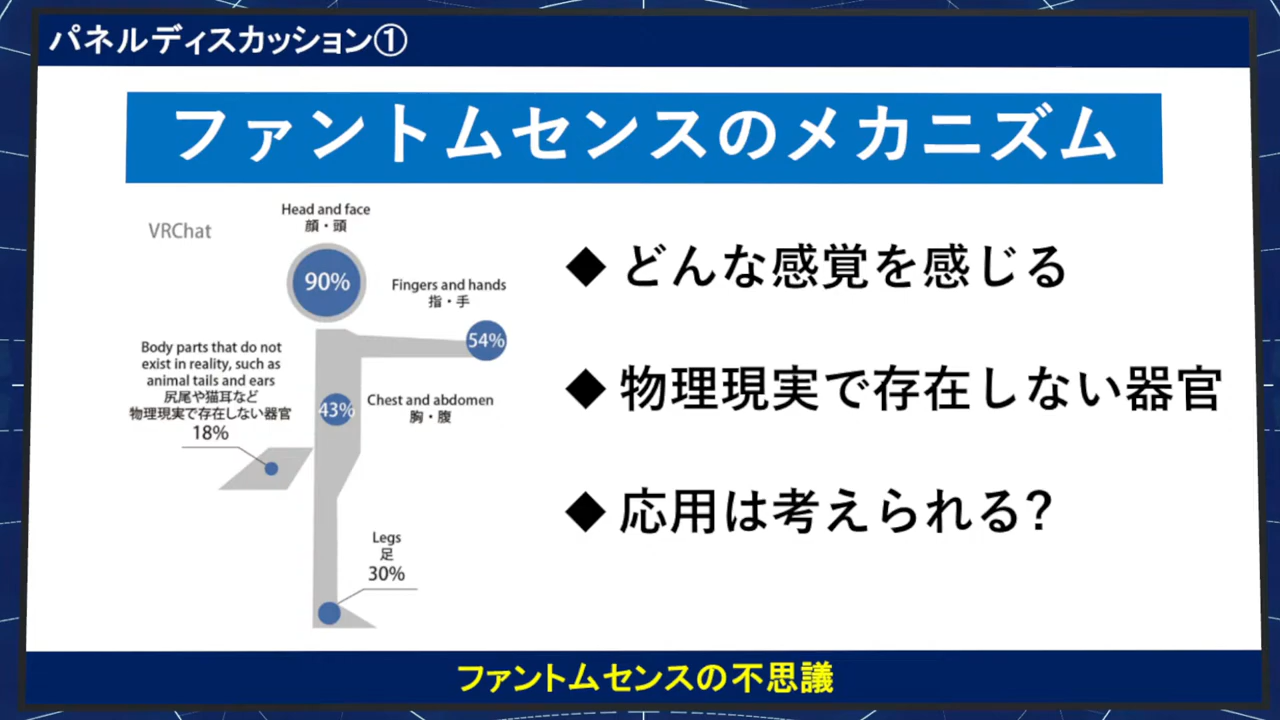 パネルディスカッション①
ファントムセンスのメカニズム
VRChat
Head and face
顔・頭
90%
Fingers and hands
指・手
54%
Body parts that do not
exist in reality, such as
animal tails and ears
尻尾や猫耳など
物理現実で存在しない器官
18%
43%
Chest and abdomen
胸・腹
Legs
足
30%
◆ どんな感覚を感じる
◆ 物理現実で存在しない器官
◆ 応用は考えられる?
ファントムセンスの不思議